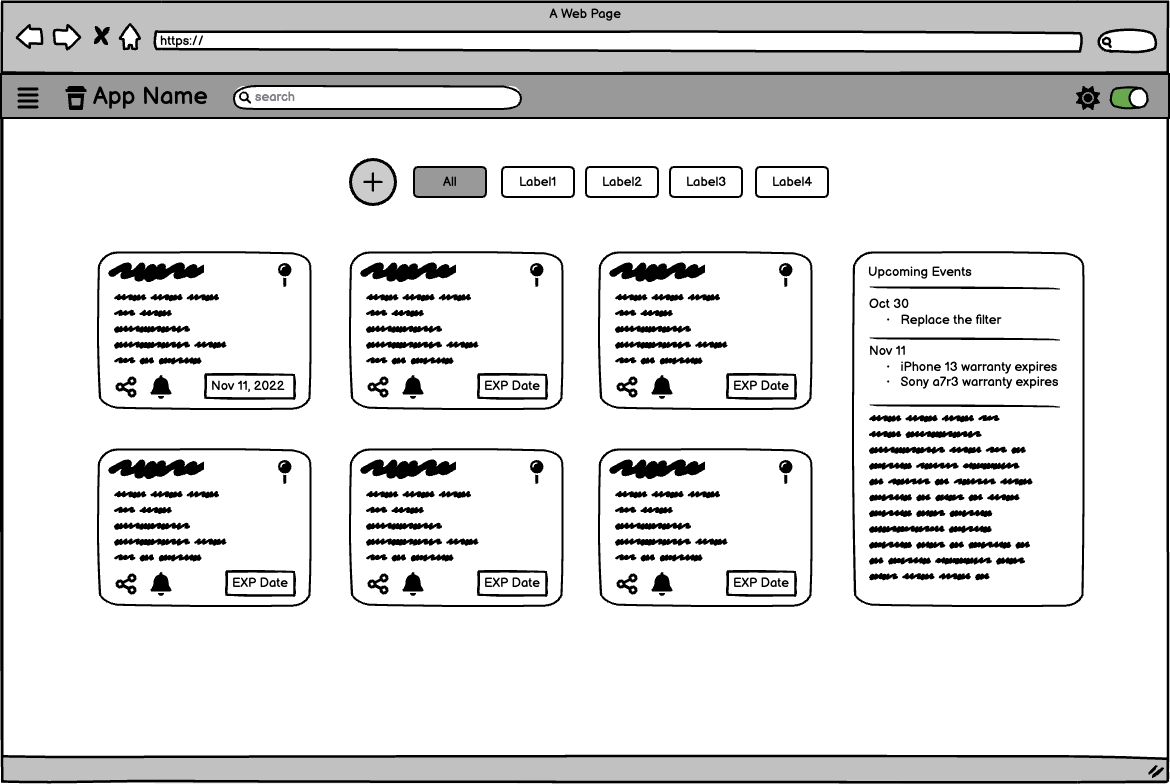 A Web Page
https://
App Name
search
All
Label1
Label2
Label3
Label4
Nov 11, 2022
EXP Date
EXP Date
EXP Date
EXP Date
EXP Date
Upcoming Events
Oct 30
· Replace the filter
Nov 11
· iPhone 13 warranty expires
· Sony a7r3 warranty expires